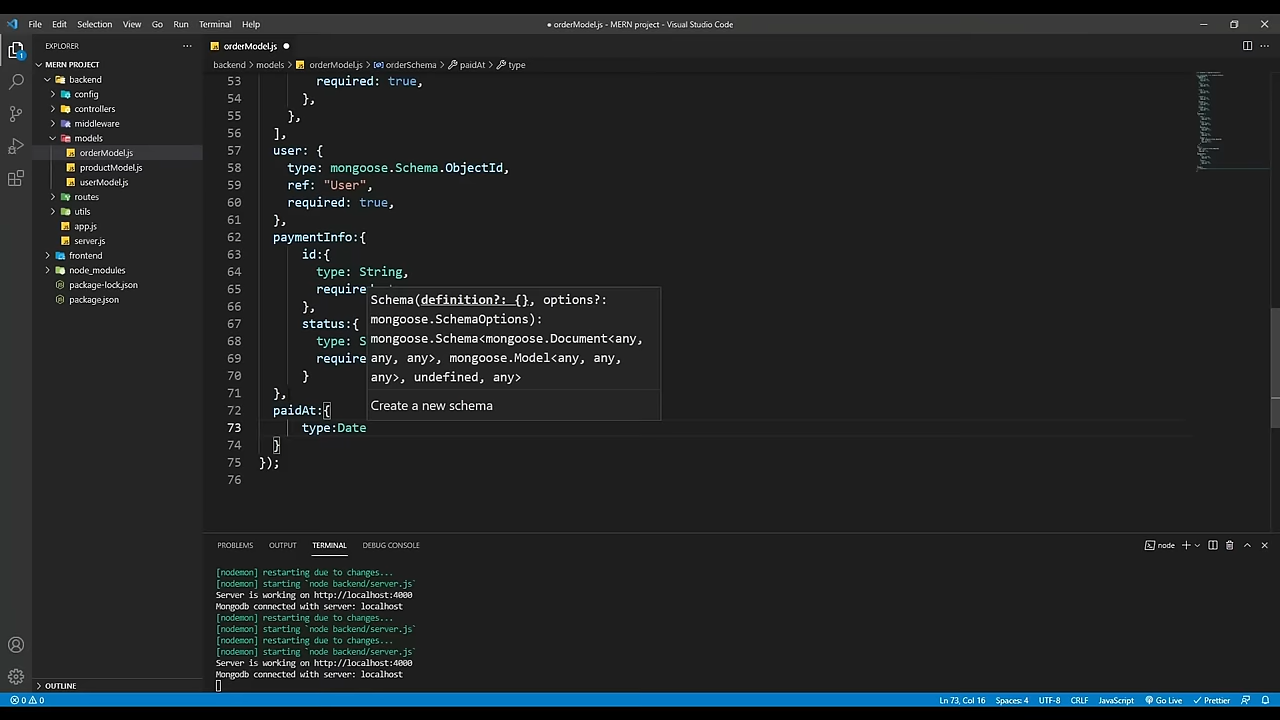 File Edit Selection View Go Run Terminal Help
● orderModel.js - MERN project - Visual Studio Code
EXPLORER
MERN PROJECT
backend
config
controllers
middleware
models
orderModel.js
productModel.js
userModel.js
routes
utils
app.js
server.js
frontend
node_modules
package-lock.json
package.json
OUTLINE
1
orderModel.js
backend > models > orderModel.js > orderSchema > paidAt > type
53 required: true,
54 },
55 },
56 ],
57 user: {
58 type: mongoose.Schema.ObjectId,
59 ref: "User",
60 required: true,
61 },
62 paymentInfo:{
63 id:{
64 type: String,
65 require
66 },
67 status:{
68 type: S
69 require
70 }
71 },
72 paidAt:{
73 type:Date
74 }
75 });
76
Schema(definition?: {}, options?:
mongoose.SchemaOptions):
mongoose.Schema<mongoose.Document<any,
any, any>, mongoose.Model<any, any,
any>, undefined, any>
Create a new schema
PROBLEMS OUTPUT TERMINAL DEBUG CONSOLE
node
[nodemon] restarting due to changes...
[nodemon] starting `node backend/server.js`
Server is working on http://localhost:4000
Mongodb connected with server: localhost
[nodemon] restarting due to changes...
[nodemon] starting `node backend/server.js`
[nodemon] restarting due to changes...
[nodemon] starting `node backend/server.js`
Server is working on http://localhost:4000
Mongodb connected with server: localhost
0 0
Ln 73, Col 16 Spaces: 4 UTF-8 CRLF JavaScript Go Live Prettier